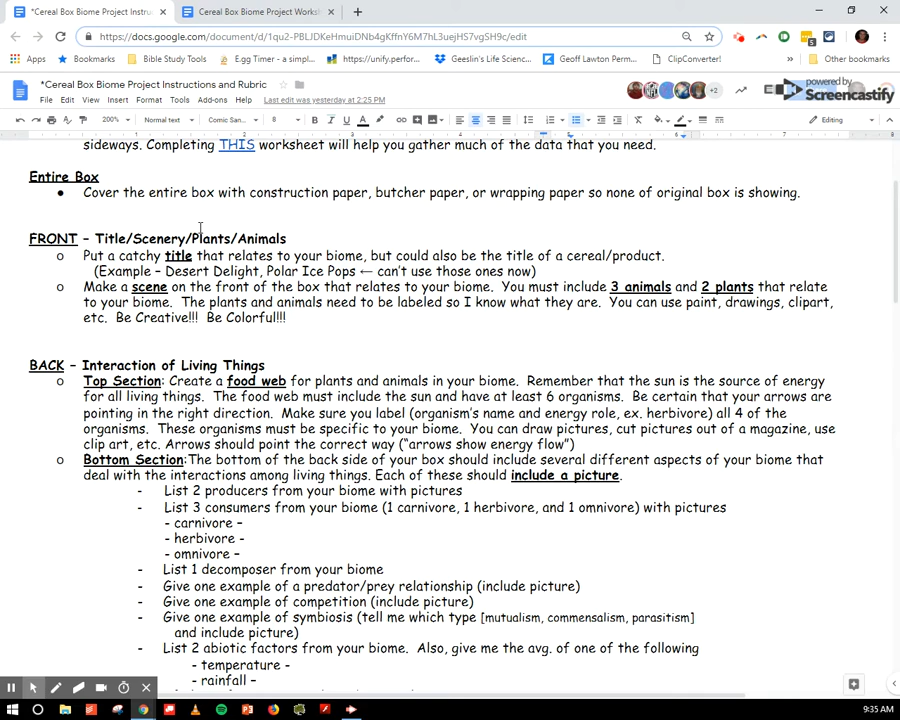 *Cereal Box Biome Project Instru
Cereal Box Biome Project Works
https://docs.google.com/document/d/1qu2-PBLJDKeHmuiDNb4gKffnY6M7hL3uejHS7vgSH9c/edit
Apps
Bookmarks
Bible Study Tools
E.gg Timer - a simpl...
https://unify.perfor...
Geeslin's Life Scienc...
Geoff Lawton Perm...
ClipConverter!
Other bookmarks
*Cereal Box Biome Project Instructions and Rubric
File Edit View Insert Format Tools Add-ons Help Last edit was yesterday at 2:25 PM
+2
powered by
Screencastify
200% Normal text Comic San... 8 Editing
sideways. Completing THIS worksheet will help you gather much of the data that you need.
Entire Box
● Cover the entire box with construction paper, butcher paper, or wrapping paper so none of original box is showing.
FRONT – Title/Scenery/Plants/Animals
o Put a catchy title that relates to your biome, but could also be the title of a cereal/product.
(Example – Desert Delight, Polar Ice Pops ← can't use those ones now)
o Make a scene on the front of the box that relates to your biome. You must include 3 animals and 2 plants that relate
to your biome. The plants and animals need to be labeled so I know what they are. You can use paint, drawings, clipart,
etc. Be Creative!!! Be Colorful!!!
BACK – Interaction of Living Things
o Top Section: Create a food web for plants and animals in your biome. Remember that the sun is the source of energy
for all living things. The food web must include the sun and have at least 6 organisms. Be certain that your arrows are
pointing in the right direction. Make sure you label (organism's name and energy role, ex. herbivore) all 4 of the
organisms. These organisms must be specific to your biome. You can draw pictures, cut pictures out of a magazine, use
clip art, etc. Arrows should point the correct way ("arrows show energy flow")
o Bottom Section:The bottom of the back side of your box should include several different aspects of your biome that
deal with the interactions among living things. Each of these should include a picture.
- List 2 producers from your biome with pictures
- List 3 consumers from your biome (1 carnivore, 1 herbivore, and 1 omnivore) with pictures
- carnivore –
- herbivore -
- omnivore –
- List 1 decomposer from your biome
- Give one example of a predator/prey relationship (include picture)
- Give one example of competition (include picture)
- Give one example of symbiosis (tell me which type [mutualism, commensalism, parasitism]
and include picture)
- List 2 abiotic factors from your biome. Also, give me the avg. of one of the following
- temperature -
- rainfall –
9:35 AM